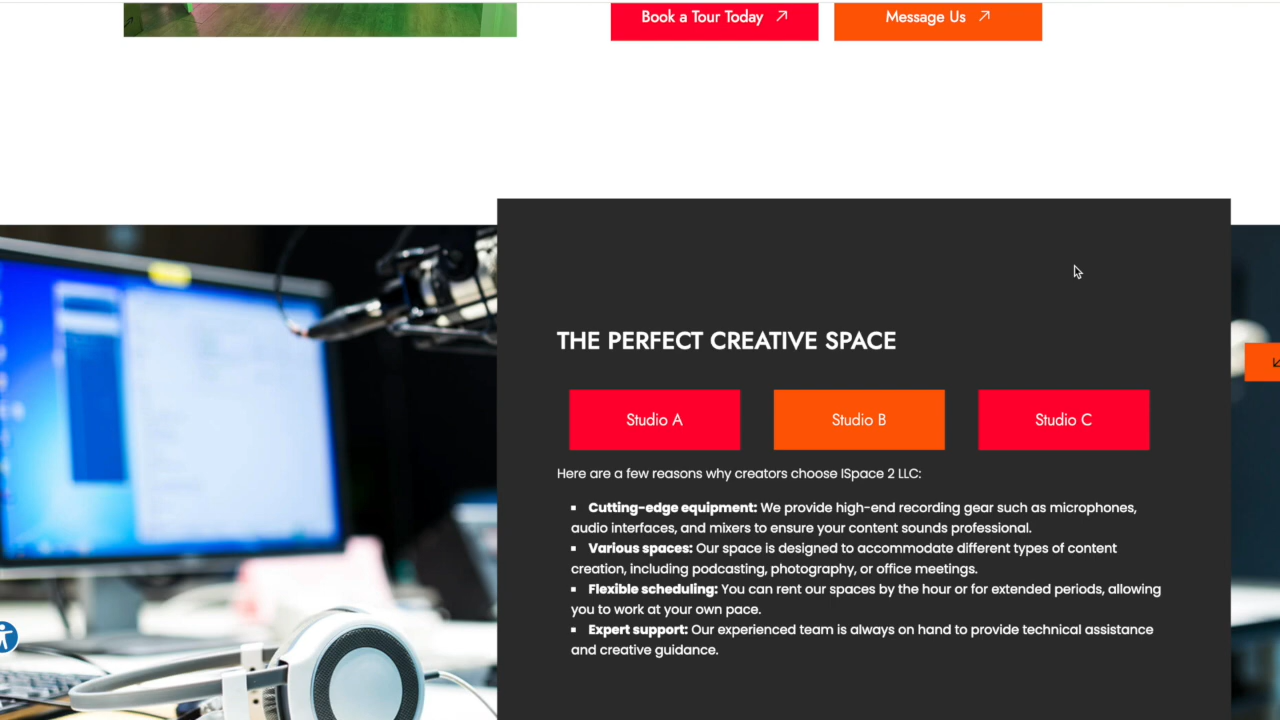 Book a Tour Today
Message Us
THE PERFECT CREATIVE SPACE
Studio A
Studio B
Studio C
Here are a few reasons why creators choose ISpace 2 LLC:
▪ Cutting-edge equipment: We provide high-end recording gear such as microphones,
audio interfaces, and mixers to ensure your content sounds professional.
▪ Various spaces: Our space is designed to accommodate different types of content
creation, including podcasting, photography, or office meetings.
▪ Flexible scheduling: You can rent our spaces by the hour or for extended periods, allowing
you to work at your own pace.
▪ Expert support: Our experienced team is always on hand to provide technical assistance
and creative guidance.